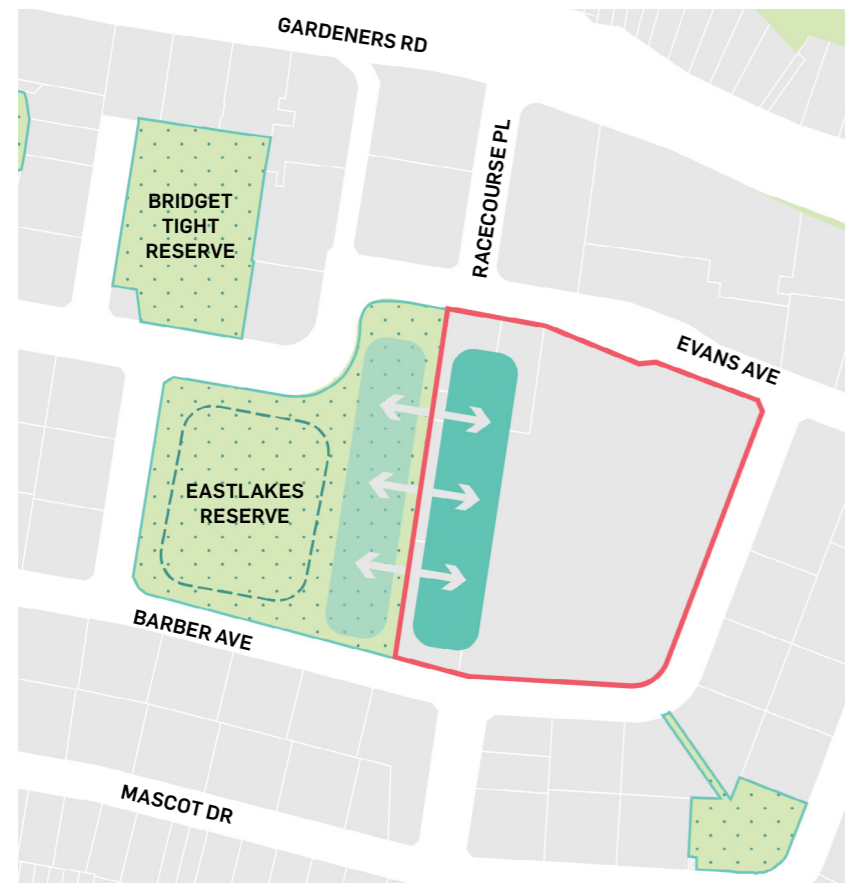 GARDENERS RD
RACECOURSE PL
BRIDGET
TIGHT
RESERVE
EVANS AVE
EASTLAKES
RESERVE
BARBER AVE
MASCOT DR